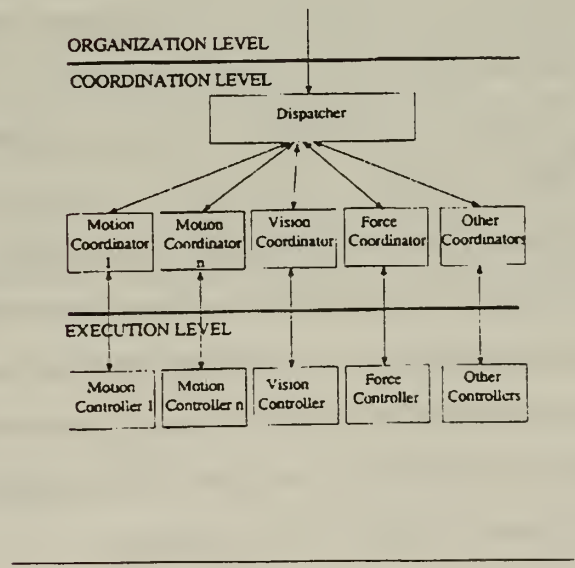 ORGANIZATION LEVEL
COORDINATION LEVEL
Dispatcher
Motion
Coordinator
1
Motion
Coordinator
n
Vision
Coordinator
Force
Coordinator
Other
Coordinators
EXECUTION LEVEL
Motion
Controller 1
Motion
Controller n
Vision
Controller
Force
Controller
Other
Controllers